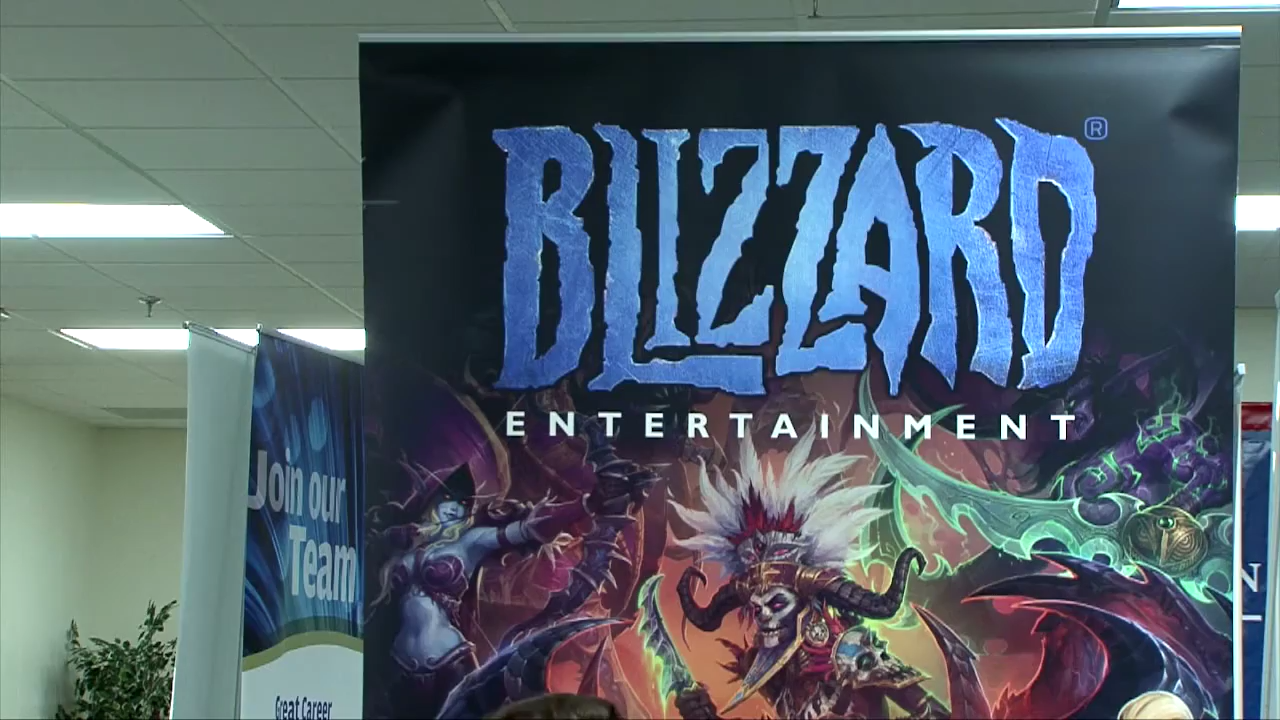 BLIZZARD®
ENTERTAINMENT
Join our
Team
Great Career
N